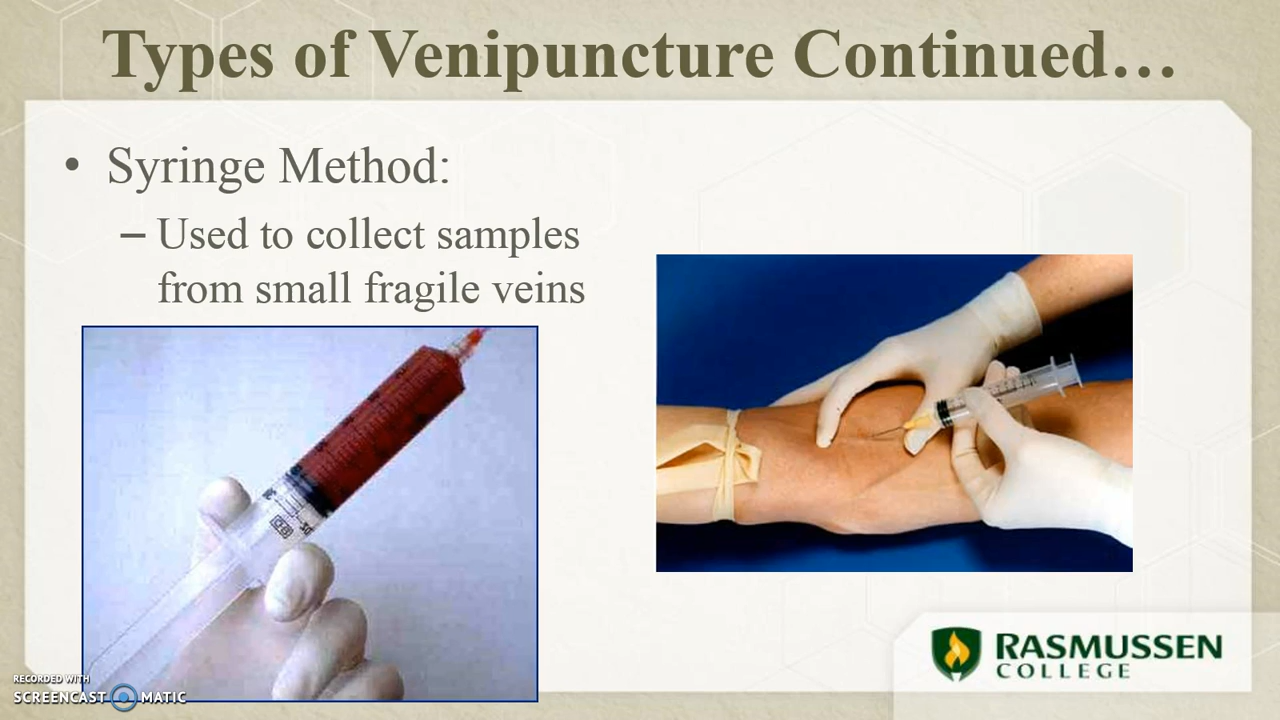 Types of Venipuncture Continued…
• Syringe Method:
– Used to collect samples
from small fragile veins
RASMUSSEN
COLLEGE
RECORDED WITH
SCREENCAST MATIC